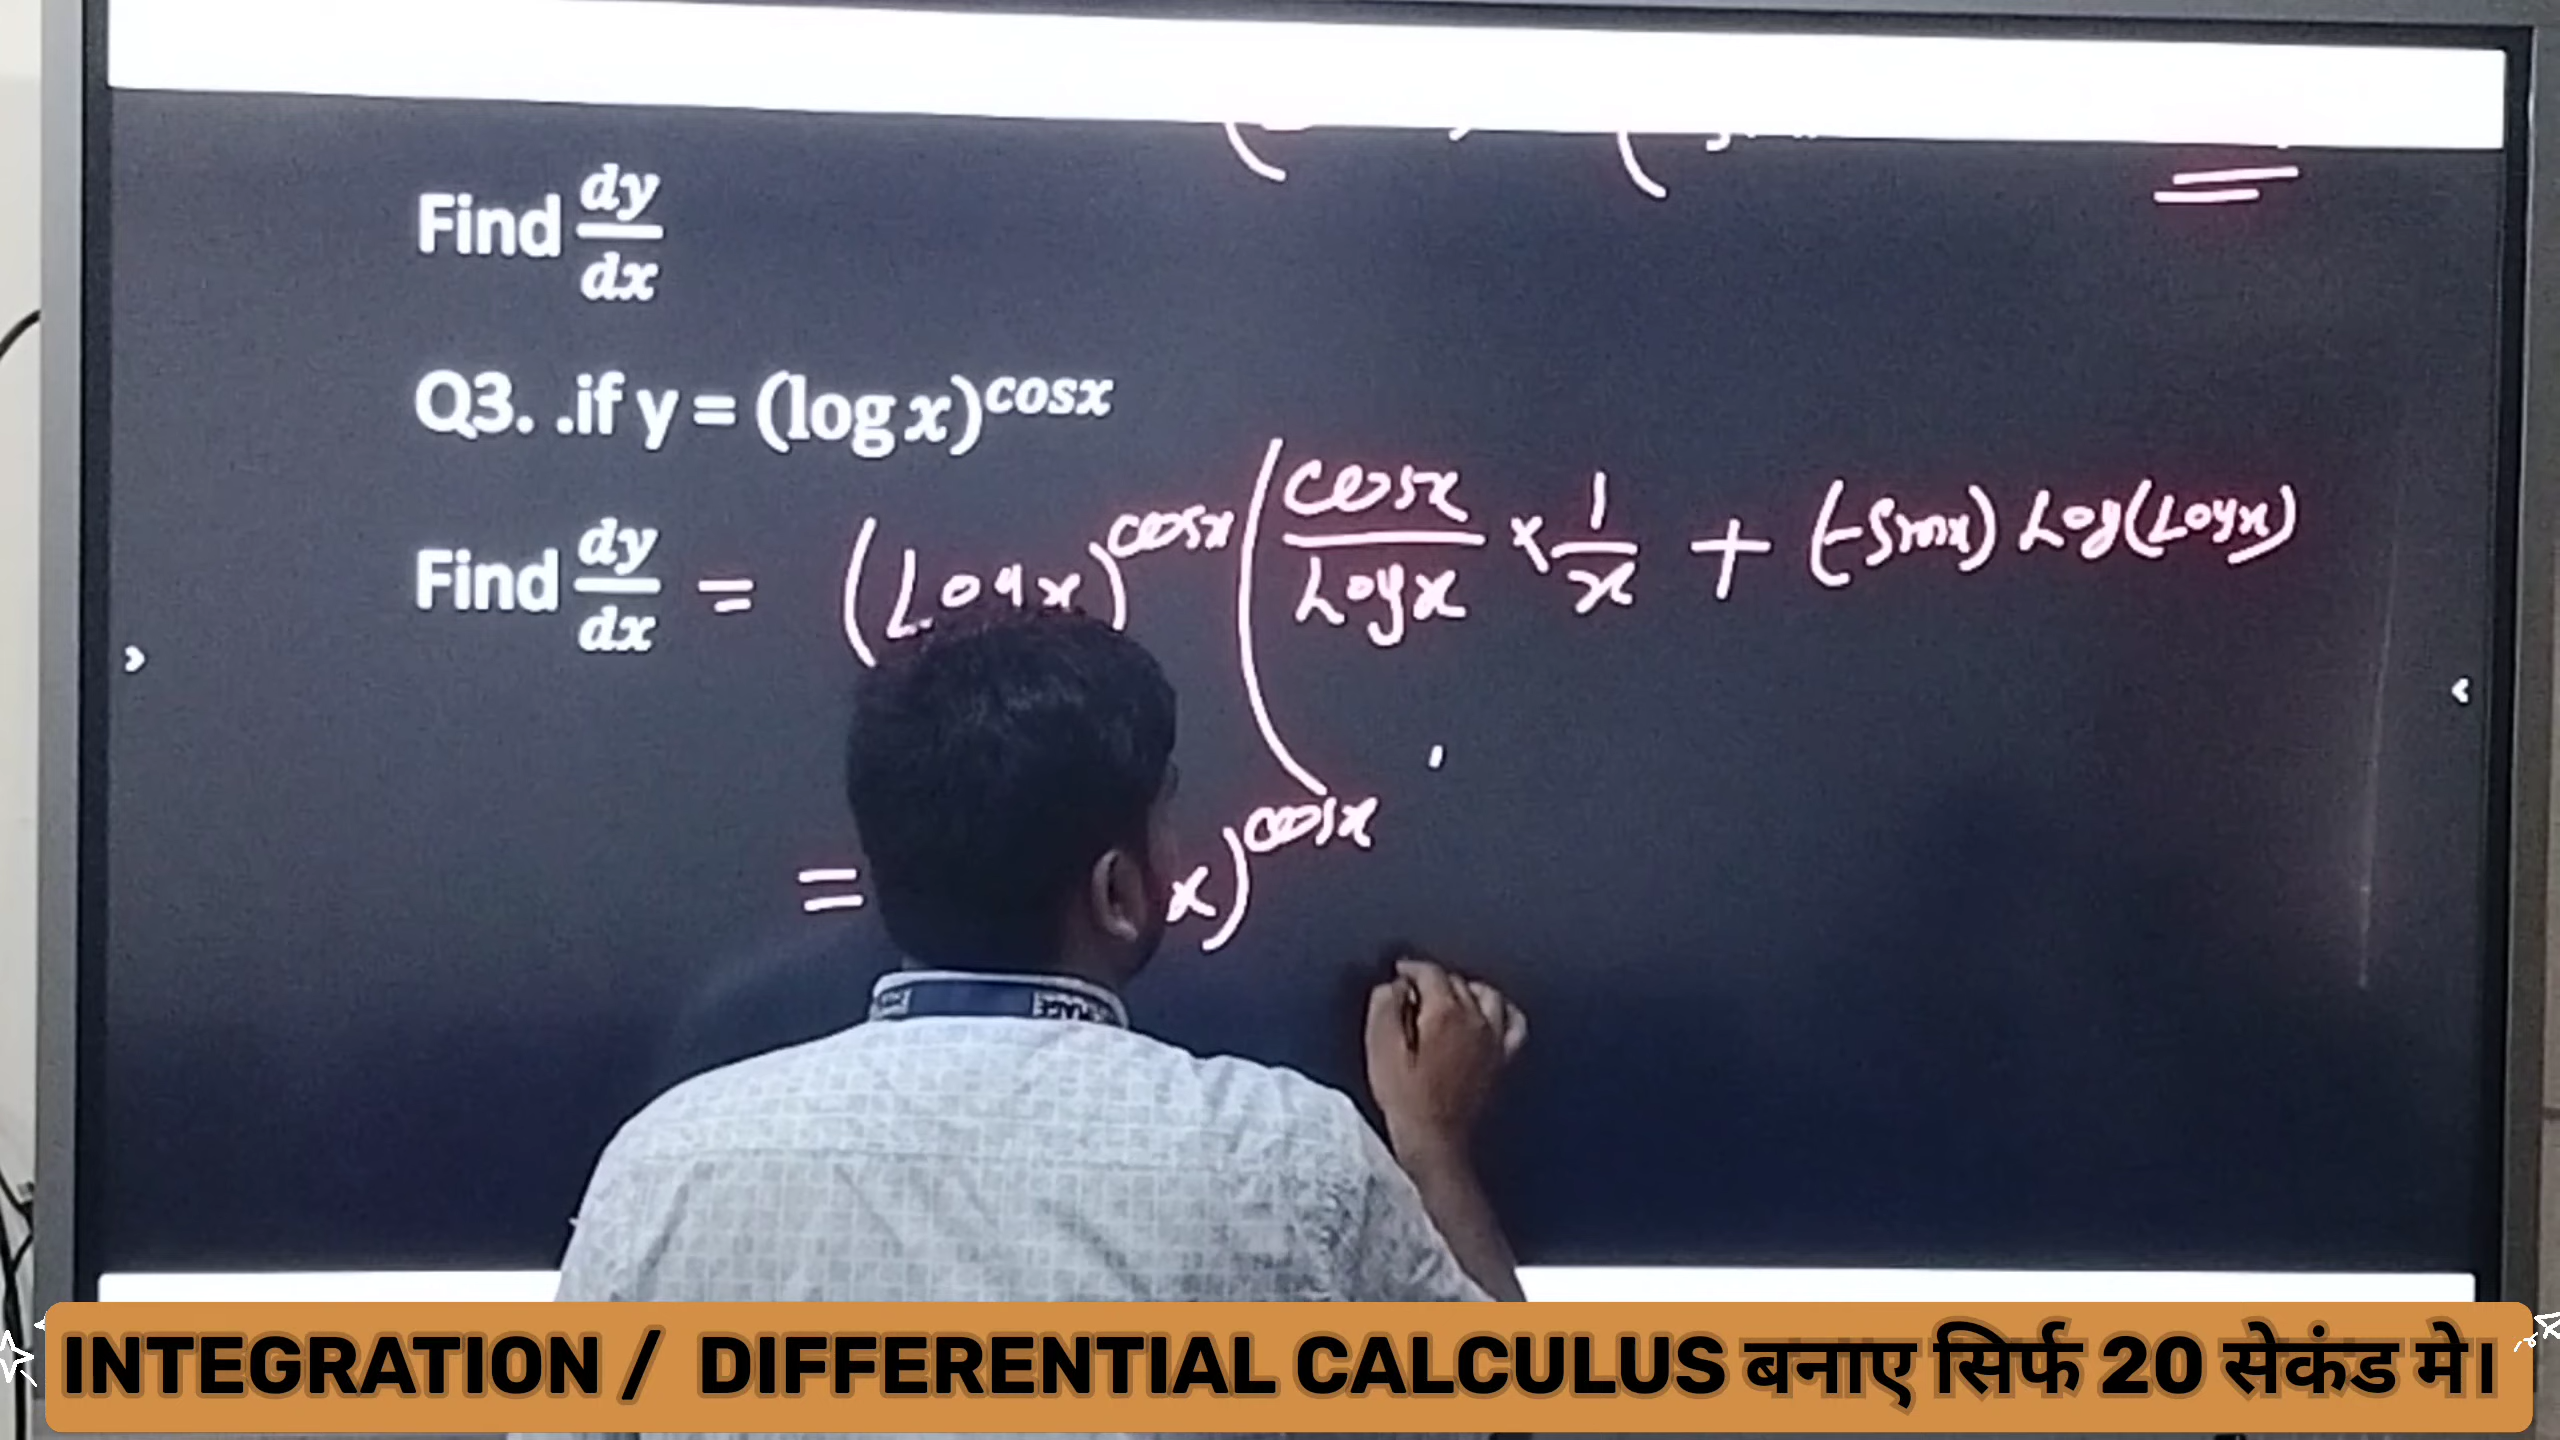 Find dy/dx
Q3. .if y = (log x)^cosx
Find dy/dx = (Log x)^cosx ( cosx/Logx × 1/x + (-Sinx) Log(Logx)
= x)^cosx
INTEGRATION / DIFFERENTIAL CALCULUS बनाए सिर्फ 20 सेकंड मे।